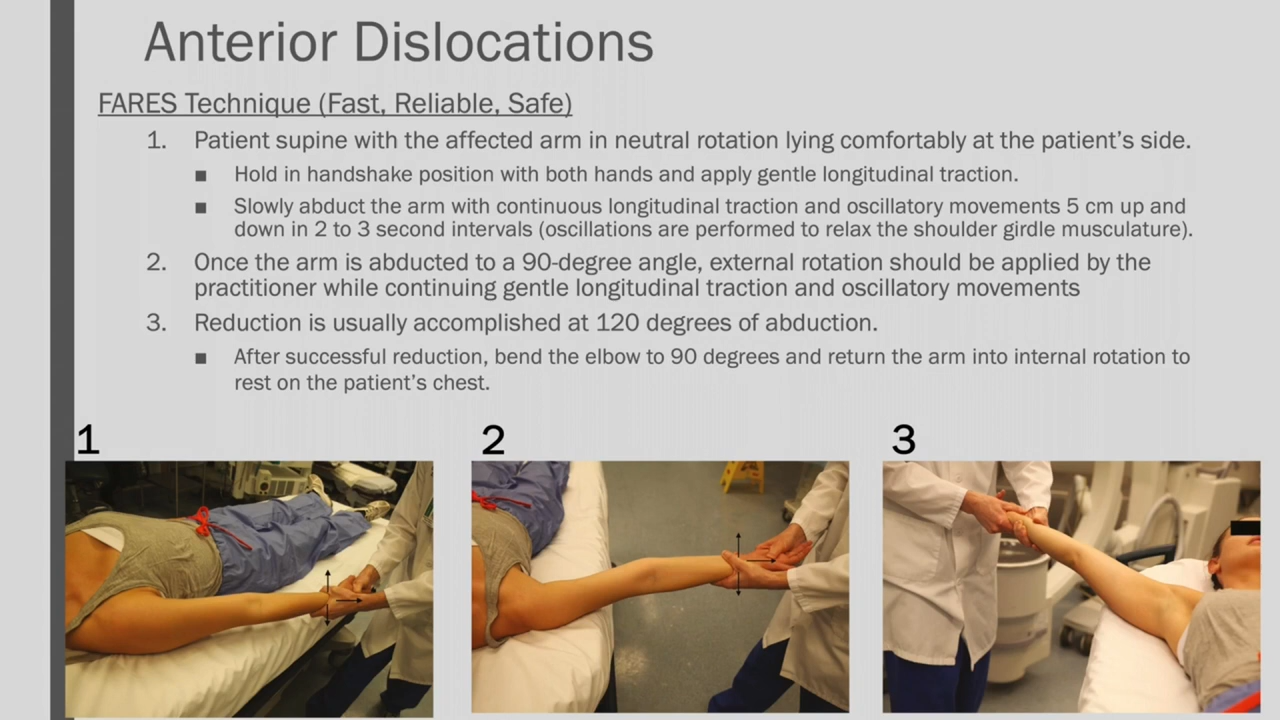 Anterior Dislocations
FARES Technique (Fast, Reliable, Safe)
1. Patient supine with the affected arm in neutral rotation lying comfortably at the patient's side.
■ Hold in handshake position with both hands and apply gentle longitudinal traction.
■ Slowly abduct the arm with continuous longitudinal traction and oscillatory movements 5 cm up and
down in 2 to 3 second intervals (oscillations are performed to relax the shoulder girdle musculature).
2. Once the arm is abducted to a 90-degree angle, external rotation should be applied by the
practitioner while continuing gentle longitudinal traction and oscillatory movements
3. Reduction is usually accomplished at 120 degrees of abduction.
■ After successful reduction, bend the elbow to 90 degrees and return the arm into internal rotation to
rest on the patient's chest.
1
2
3